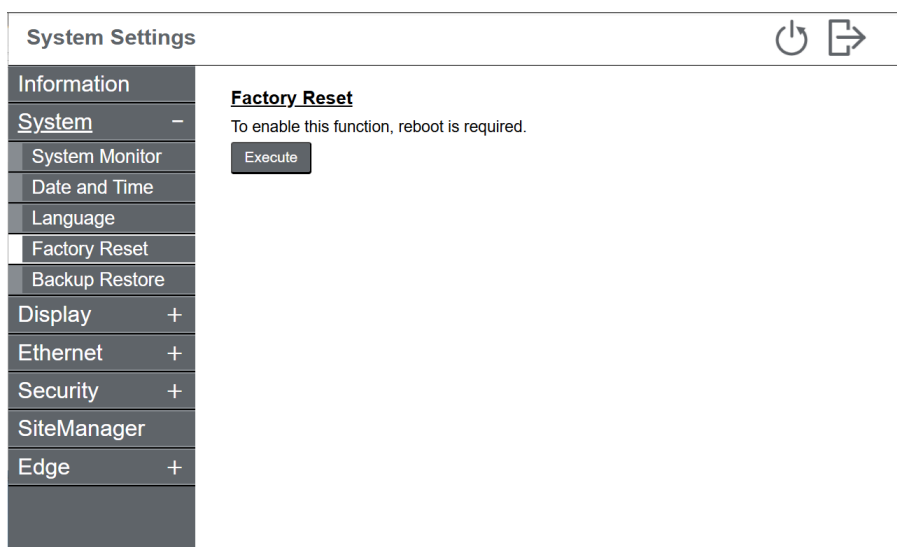 System Settings
Information
System −
System Monitor
Date and Time
Language
Factory Reset
Backup Restore
Display +
Ethernet +
Security +
SiteManager
Edge +
Factory Reset
To enable this function, reboot is required.
Execute